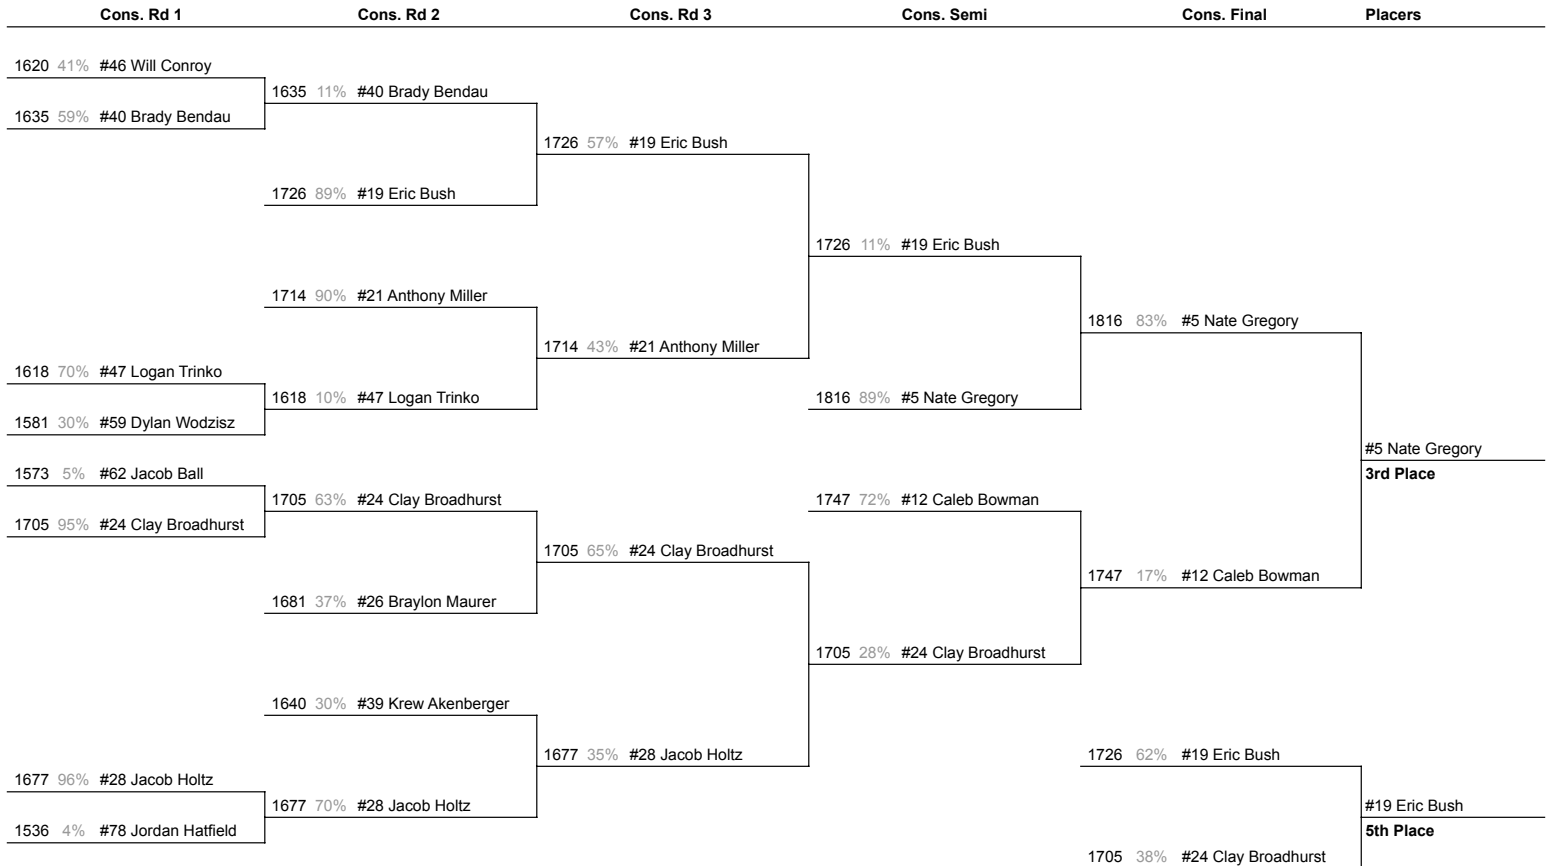 Cons. Rd 1 Cons. Rd 2 Cons. Rd 3 Cons. Semi Cons. Final Placers
1620 41% #46 Will Conroy
1635 11% #40 Brady Bendau
1635 59% #40 Brady Bendau
1726 57% #19 Eric Bush
1726 89% #19 Eric Bush
1726 11% #19 Eric Bush
1714 90% #21 Anthony Miller
1816 83% #5 Nate Gregory
1714 43% #21 Anthony Miller
1618 70% #47 Logan Trinko
1618 10% #47 Logan Trinko
1816 89% #5 Nate Gregory
1581 30% #59 Dylan Wodzisz
#5 Nate Gregory
1573 5% #62 Jacob Ball
3rd Place
1705 63% #24 Clay Broadhurst
1747 72% #12 Caleb Bowman
1705 95% #24 Clay Broadhurst
1705 65% #24 Clay Broadhurst
1747 17% #12 Caleb Bowman
1681 37% #26 Braylon Maurer
1705 28% #24 Clay Broadhurst
1640 30% #39 Krew Akenberger
1677 35% #28 Jacob Holtz
1726 62% #19 Eric Bush
1677 96% #28 Jacob Holtz
1677 70% #28 Jacob Holtz
#19 Eric Bush
1536 4% #78 Jordan Hatfield
5th Place
1705 38% #24 Clay Broadhurst